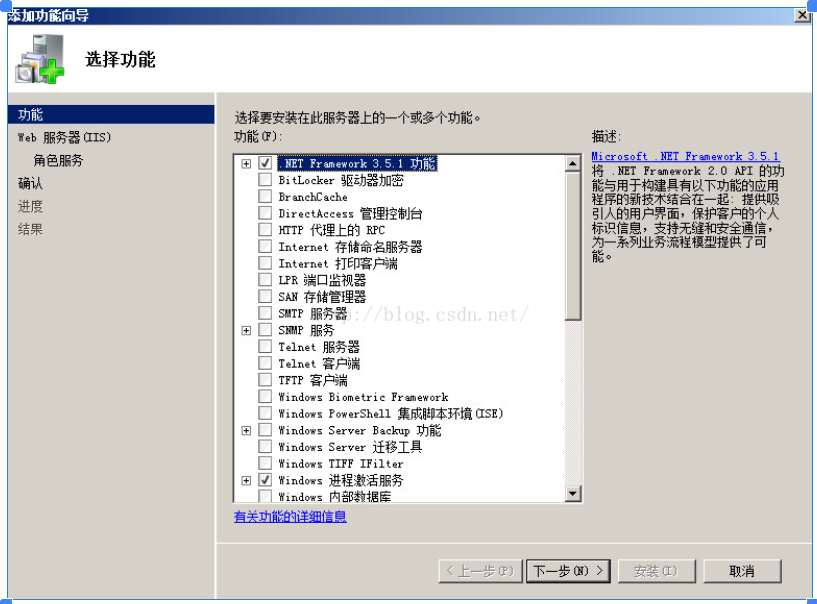 添加功能向导
选择功能
功能
Web 服务器(IIS)
角色服务
确认
进度
结果
选择要安装在此服务器上的一个或多个功能。
功能(F):
.NET Framework 3.5.1 功能
BitLocker 驱动器加密
BranchCache
DirectAccess 管理控制台
HTTP 代理上的 RPC
Internet 存储命名服务器
Internet 打印客户端
LPR 端口监视器
SAN 存储管理器
SMTP 服务器
SNMP 服务
Telnet 服务器
Telnet 客户端
TFTP 客户端
Windows Biometric Framework
Windows PowerShell 集成脚本环境(ISE)
Windows Server Backup 功能
Windows Server 迁移工具
Windows TIFF IFilter
Windows 进程激活服务
Windows 内部数据库
有关功能的详细信息
描述:
Microsoft .NET Framework 3.5.1
将 .NET Framework 2.0 API 的功
能与用于构建具有以下功能的应用
程序的新技术结合在一起: 提供吸
引人的用户界面，保护客户的个人
标识信息，支持无缝和安全通信，
为一系列业务流程模型提供了可
能。
://blog.csdn.net/
< 上一步(P)
下一步(N) >
安装(I)
取消